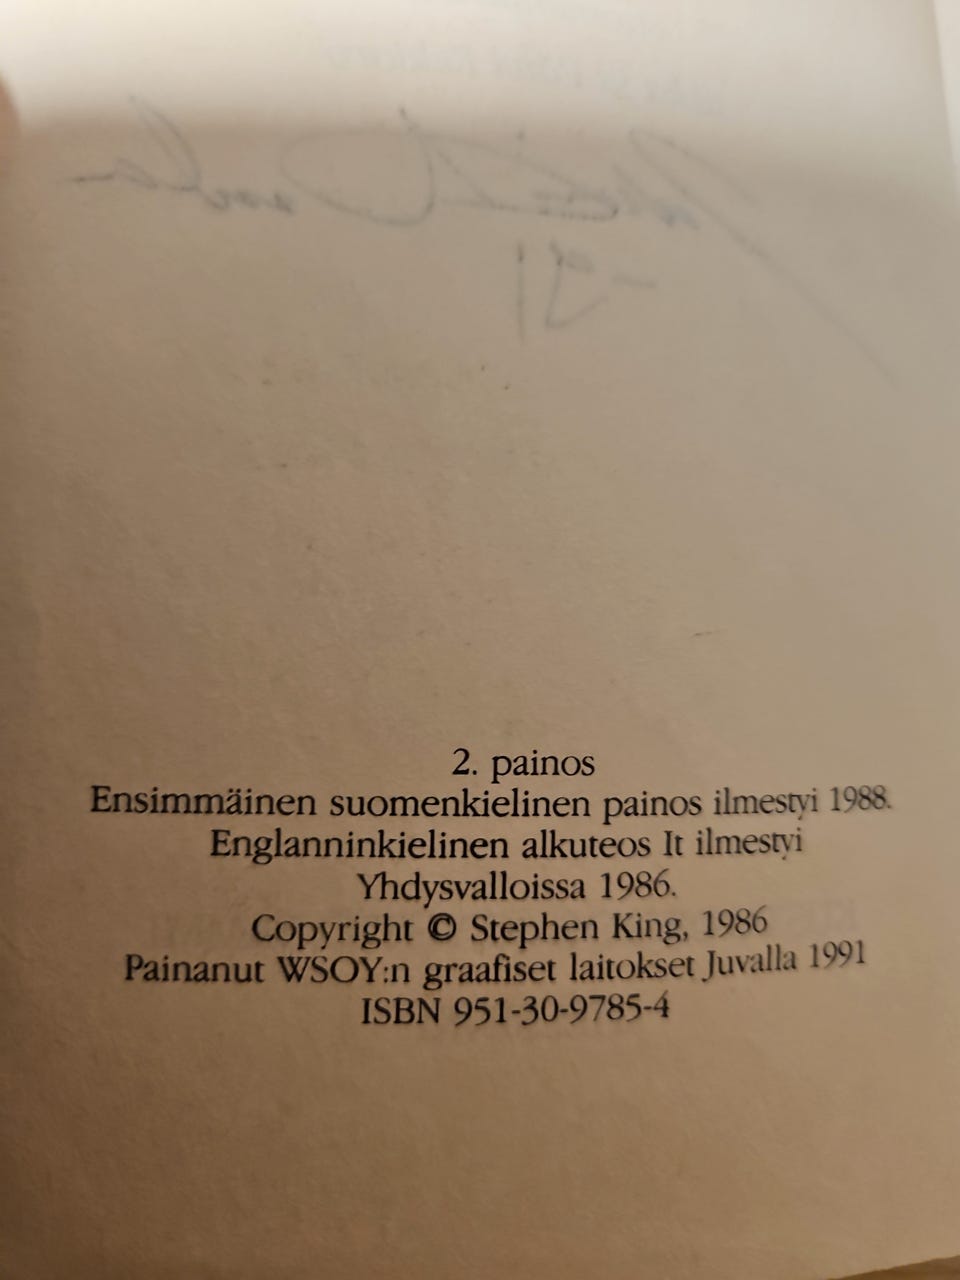 2. painos
Ensimmäinen suomenkielinen painos ilmestyi 1988.
Englanninkielinen alkuteos It ilmestyi
Yhdysvalloissa 1986.
Copyright © Stephen King, 1986
Painanut WSOY:n graafiset laitokset Juvalla 1991
ISBN 951-30-9785-4